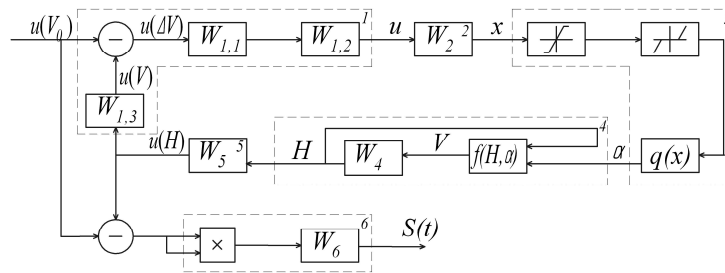 u(V₀) u(ΔV) W₁,₁ W₁,₂ 1 u W₂ 2 x
u(V)
W₁,₃
u(H) W₅ 5 H W₄ V f(H,α) 4 α q(x)
× W₆ 6 S(t)